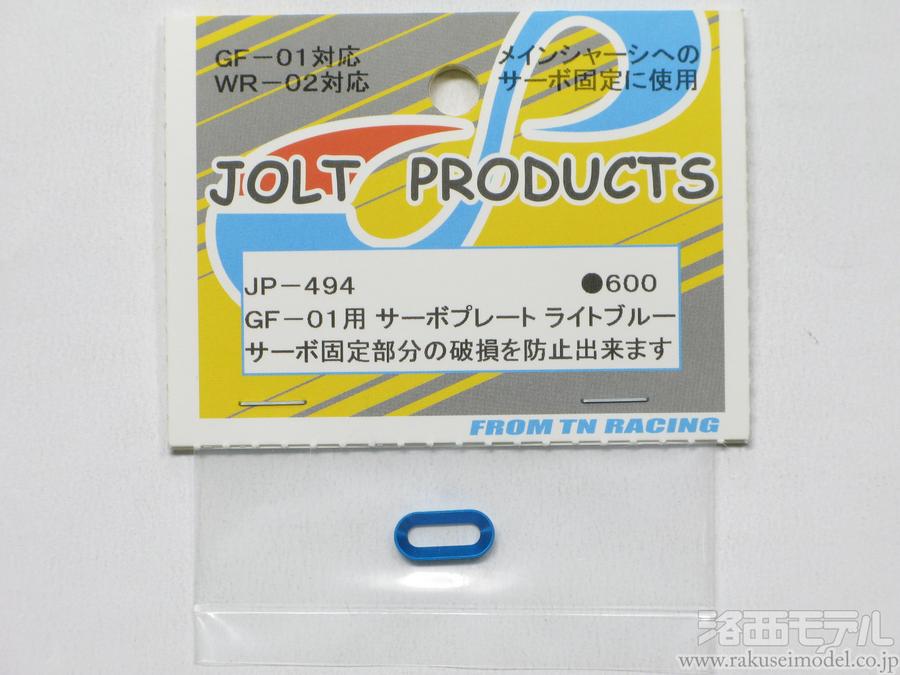 GF-01対応
WR-02対応
メインシャーシへの
サーボ固定に使用
JOLT PRODUCTS
JP-494 ●600
GF-01用 サーボプレート ライトブルー
サーボ固定部分の破損を防止出来ます
FROM TN RACING
洛西モデル
www.rakuseimodel.co.jp